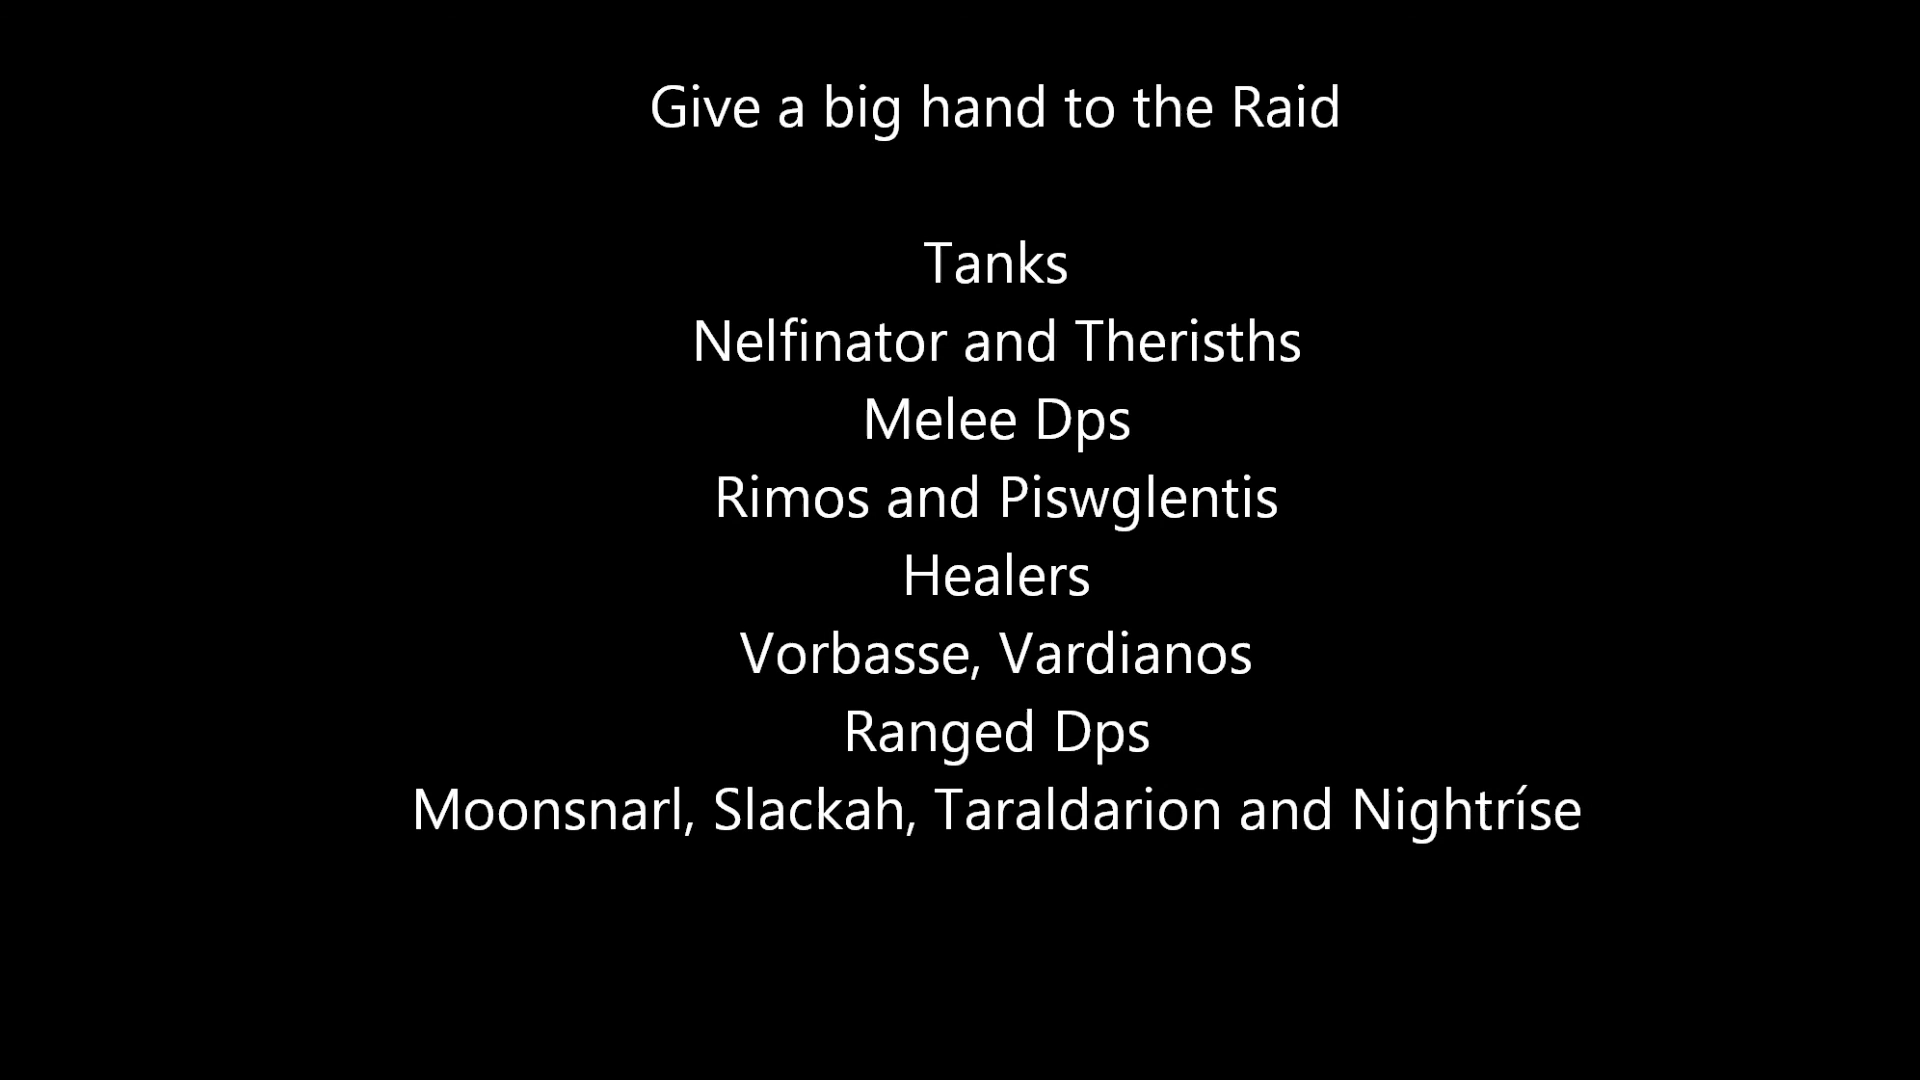 Give a big hand to the Raid
Tanks
Nelfinator and Therisths
Melee Dps
Rimos and Piswglentis
Healers
Vorbasse, Vardianos
Ranged Dps
Moonsnarl, Slackah, Taraldarion and Nightríse